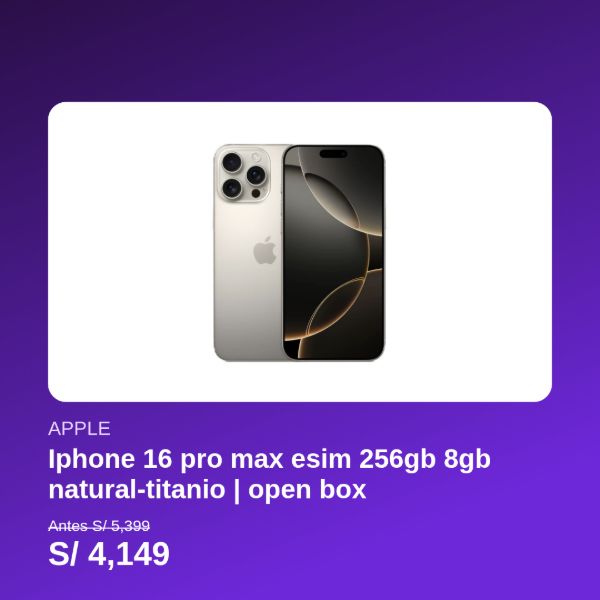 APPLE
Iphone 16 pro max esim 256gb 8gb
natural-titanio | open box
Antes S/ 5,399
S/ 4,149